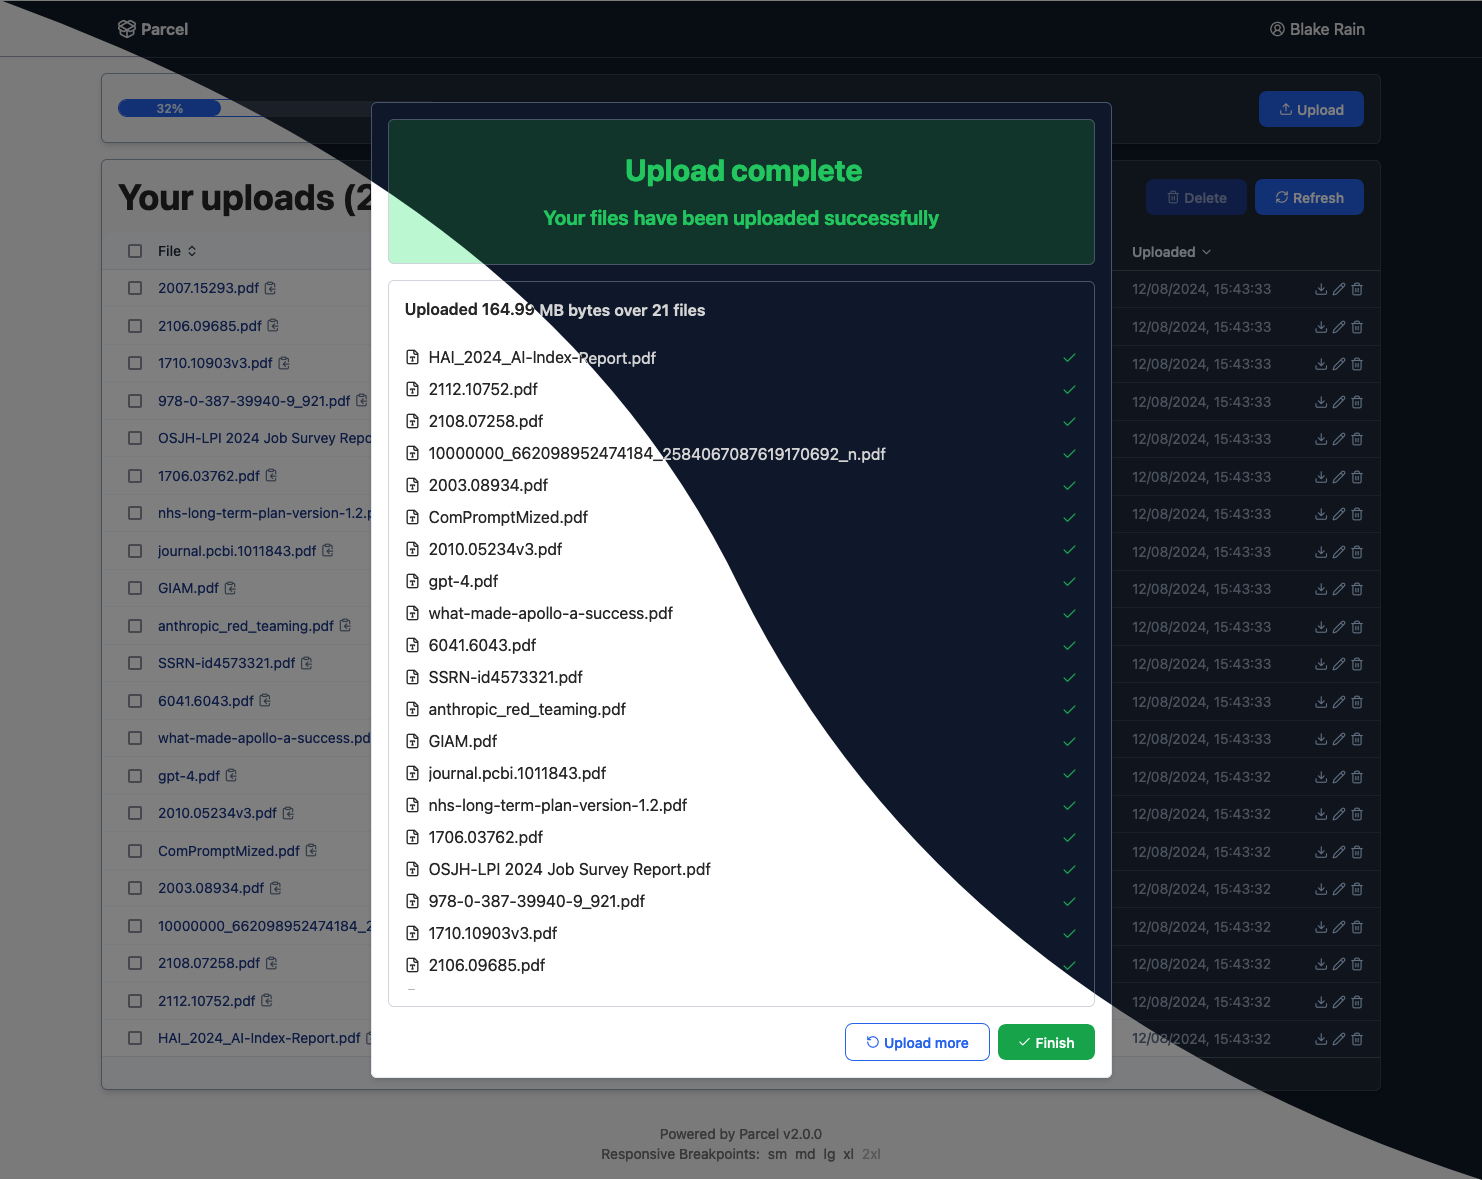 Parcel
Blake Rain
32%
Upload
Your uploads (2
Delete
Refresh
File
Uploaded
2007.15293.pdf
12/08/2024, 15:43:33
2106.09685.pdf
12/08/2024, 15:43:33
1710.10903v3.pdf
12/08/2024, 15:43:33
978-0-387-39940-9_921.pdf
12/08/2024, 15:43:33
OSJH-LPI 2024 Job Survey Repo
12/08/2024, 15:43:33
1706.03762.pdf
12/08/2024, 15:43:33
nhs-long-term-plan-version-1.2.p
12/08/2024, 15:43:33
journal.pcbi.1011843.pdf
12/08/2024, 15:43:33
GIAM.pdf
12/08/2024, 15:43:33
anthropic_red_teaming.pdf
12/08/2024, 15:43:33
SSRN-id4573321.pdf
12/08/2024, 15:43:33
6041.6043.pdf
12/08/2024, 15:43:33
what-made-apollo-a-success.pd
12/08/2024, 15:43:33
gpt-4.pdf
12/08/2024, 15:43:32
2010.05234v3.pdf
12/08/2024, 15:43:32
ComPromptMized.pdf
12/08/2024, 15:43:32
2003.08934.pdf
12/08/2024, 15:43:32
10000000_662098952474184_2
12/08/2024, 15:43:32
2108.07258.pdf
12/08/2024, 15:43:32
2112.10752.pdf
12/08/2024, 15:43:32
HAI_2024_AI-Index-Report.pdf
12/08/2024, 15:43:32
Upload complete
Your files have been uploaded successfully
Uploaded 164.99 MB bytes over 21 files
HAI_2024_AI-Index-Report.pdf
2112.10752.pdf
2108.07258.pdf
10000000_662098952474184_2584067087619170692_n.pdf
2003.08934.pdf
ComPromptMized.pdf
2010.05234v3.pdf
gpt-4.pdf
what-made-apollo-a-success.pdf
6041.6043.pdf
SSRN-id4573321.pdf
anthropic_red_teaming.pdf
GIAM.pdf
journal.pcbi.1011843.pdf
nhs-long-term-plan-version-1.2.pdf
1706.03762.pdf
OSJH-LPI 2024 Job Survey Report.pdf
978-0-387-39940-9_921.pdf
1710.10903v3.pdf
2106.09685.pdf
Upload more
Finish
Powered by Parcel v2.0.0
Responsive Breakpoints: sm md lg xl 2xl